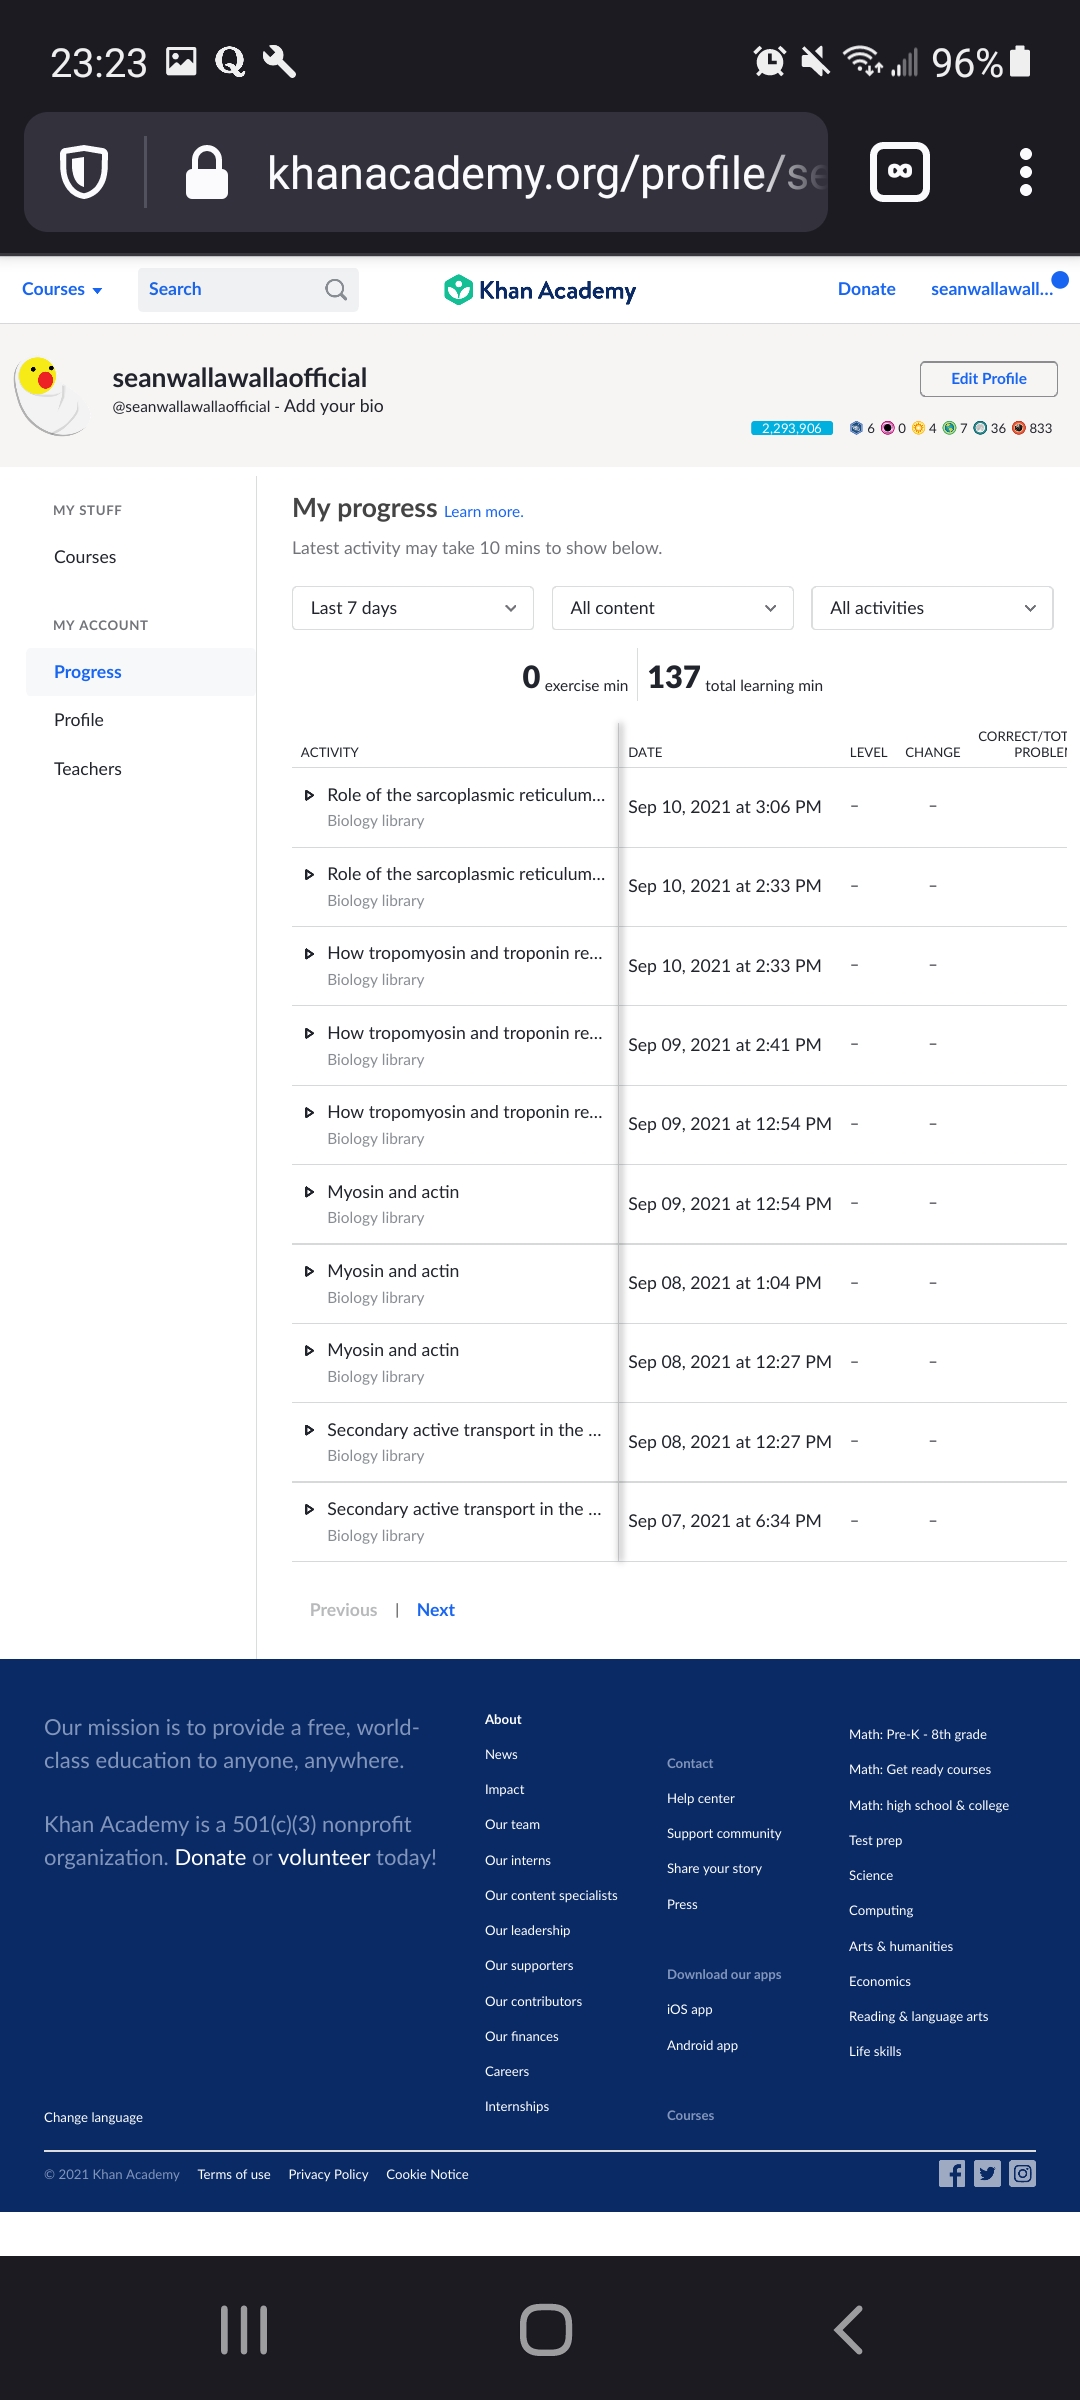 23:23
96%
khanacademy.org/profile/se
Courses
Search
Khan Academy
Donate
seanwallawall...
seanwallawallaofficial
@seanwallawallaofficial - Add your bio
Edit Profile
2,293,906 6 0 4 7 36 833
MY STUFF
Courses
MY ACCOUNT
Progress
Profile
Teachers
My progress Learn more.
Latest activity may take 10 mins to show below.
Last 7 days
All content
All activities
0 exercise min
137 total learning min
ACTIVITY DATE LEVEL CHANGE CORRECT/TOT
PROBLEM
Role of the sarcoplasmic reticulum...
Biology library
Sep 10, 2021 at 3:06 PM – –
Role of the sarcoplasmic reticulum...
Biology library
Sep 10, 2021 at 2:33 PM – –
How tropomyosin and troponin re...
Biology library
Sep 10, 2021 at 2:33 PM – –
How tropomyosin and troponin re...
Biology library
Sep 09, 2021 at 2:41 PM – –
How tropomyosin and troponin re...
Biology library
Sep 09, 2021 at 12:54 PM – –
Myosin and actin
Biology library
Sep 09, 2021 at 12:54 PM – –
Myosin and actin
Biology library
Sep 08, 2021 at 1:04 PM – –
Myosin and actin
Biology library
Sep 08, 2021 at 12:27 PM – –
Secondary active transport in the ...
Biology library
Sep 08, 2021 at 12:27 PM – –
Secondary active transport in the ...
Biology library
Sep 07, 2021 at 6:34 PM – –
Previous | Next
Our mission is to provide a free, world-
class education to anyone, anywhere.
Khan Academy is a 501(c)(3) nonprofit
organization. Donate or volunteer today!
About
News
Impact
Our team
Our interns
Our content specialists
Our leadership
Our supporters
Our contributors
Our finances
Careers
Internships
Contact
Help center
Support community
Share your story
Press
Download our apps
iOS app
Android app
Courses
Math: Pre-K - 8th grade
Math: Get ready courses
Math: high school & college
Test prep
Science
Computing
Arts & humanities
Economics
Reading & language arts
Life skills
Change language
© 2021 Khan Academy Terms of use Privacy Policy Cookie Notice